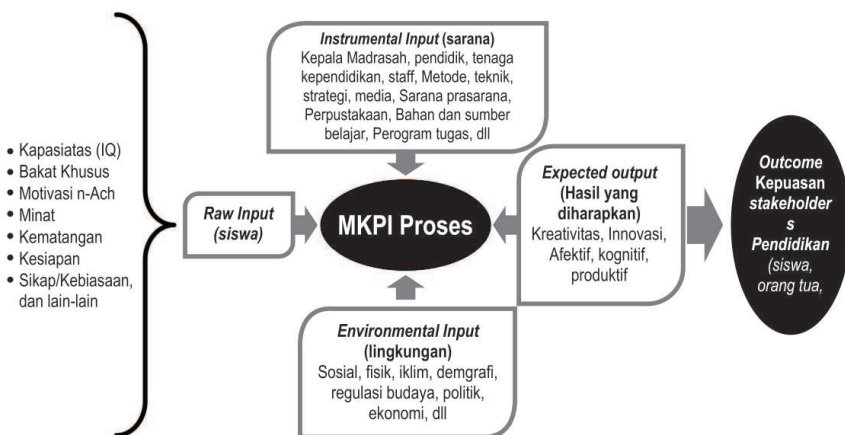 • Kapasiatas (IQ)
• Bakat Khusus
• Motivasi n-Ach
• Minat
• Kematangan
• Kesiapan
• Sikap/Kebiasaan,
dan lain-lain
Raw Input
(siswa)
Instrumental Input (sarana)
Kepala Madrasah, pendidik, tenaga
kependidikan, staff, Metode, teknik,
strategi, media, Sarana prasarana,
Perpustakaan, Bahan dan sumber
belajar, Perogram tugas, dll
MKPI Proses
Environmental Input
(lingkungan)
Sosial, fisik, iklim, demgrafi,
regulasi budaya, politik,
ekonomi, dll
Expected output
(Hasil yang
diharapkan)
Kreativitas, Innovasi,
Afektif, kognitif,
produktif
Outcome
Kepuasan
stakeholder
s
Pendidikan
(siswa,
orang tua,